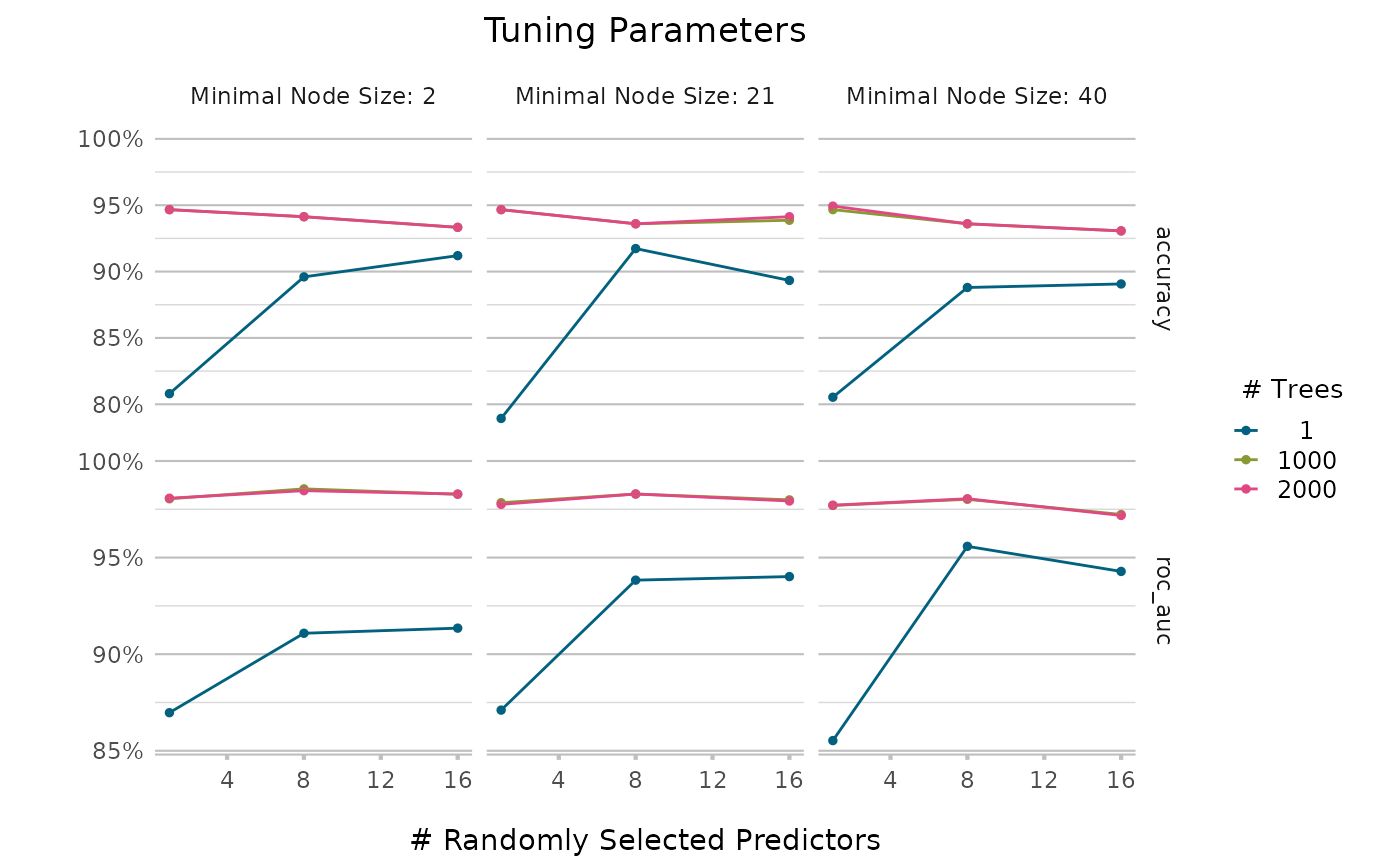 Tuning Parameters
Minimal Node Size: 2
Minimal Node Size: 21
Minimal Node Size: 40
100%
95%
90%
85%
80%
accuracy
100%
95%
90%
85%
roc_auc
4 8 12 16
4 8 12 16
4 8 12 16
# Randomly Selected Predictors
# Trees
1
1000
2000